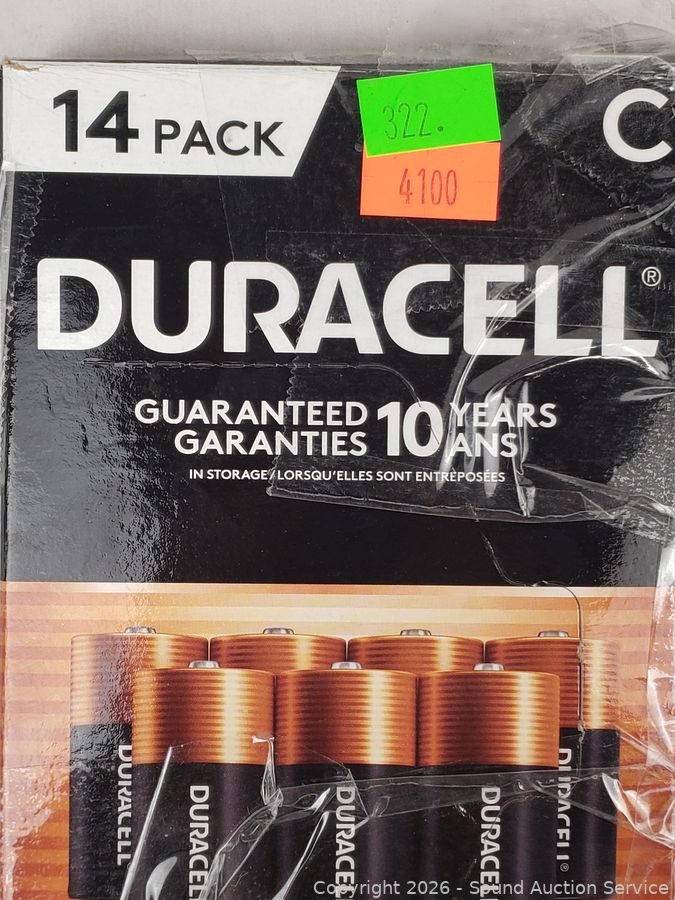 14 PACK
322.
C
4100
DURACELL®
GUARANTEED 10 YEARS
GARANTIES ANS
IN STORAGE/LORSQU'ELLES SONT ENTREPOSÉES
DURACELL
DURACELL
DURACELL
DURACELL
DURACELL®
Copyright 2026 - Sound Auction Service